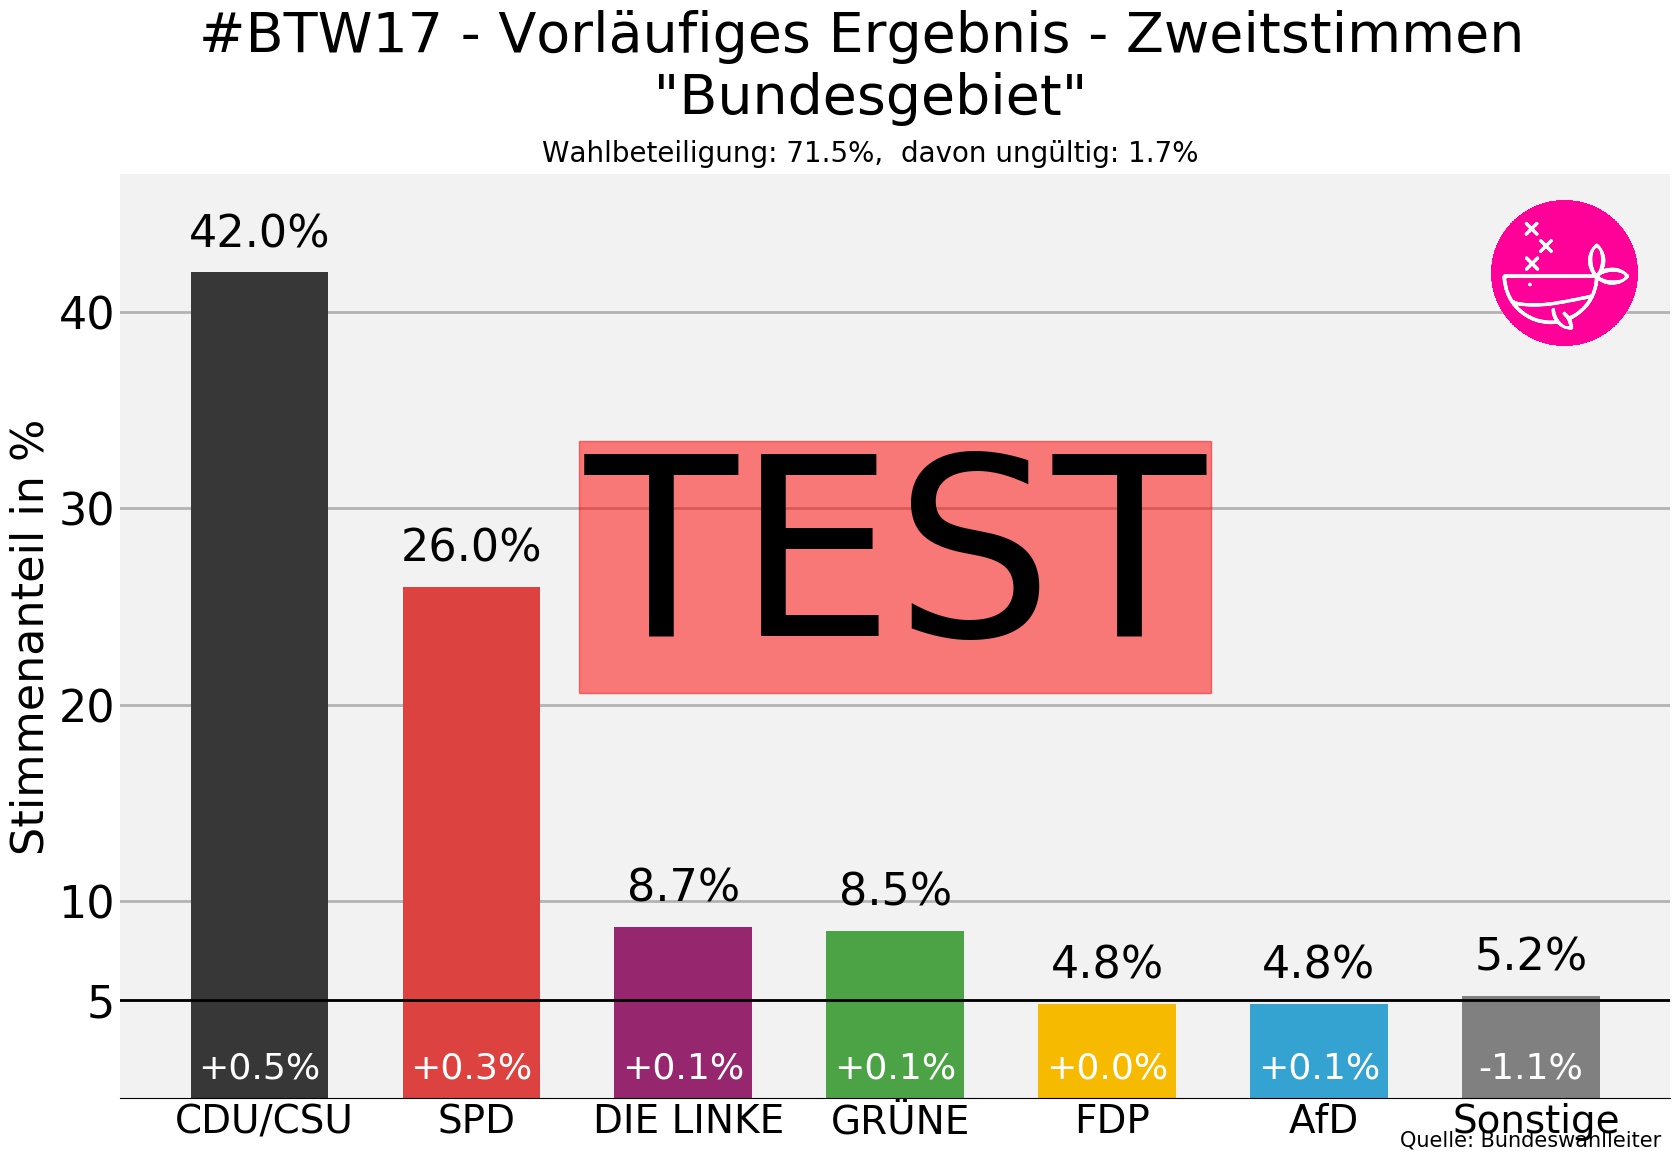 #BTW17 - Vorläufiges Ergebnis - Zweitstimmen
"Bundesgebiet"
Wahlbeteiligung: 71.5%,  davon ungültig: 1.7%
Stimmenanteil in %
40
30
20
10
5
42.0%
26.0%
8.7%
8.5%
4.8%
4.8%
5.2%
TEST
+0.5%
+0.3%
+0.1%
+0.1%
+0.0%
+0.1%
-1.1%
CDU/CSU
SPD
DIE LINKE
GRÜNE
FDP
AfD
Sonstige
Quelle: Bundeswahlleiter